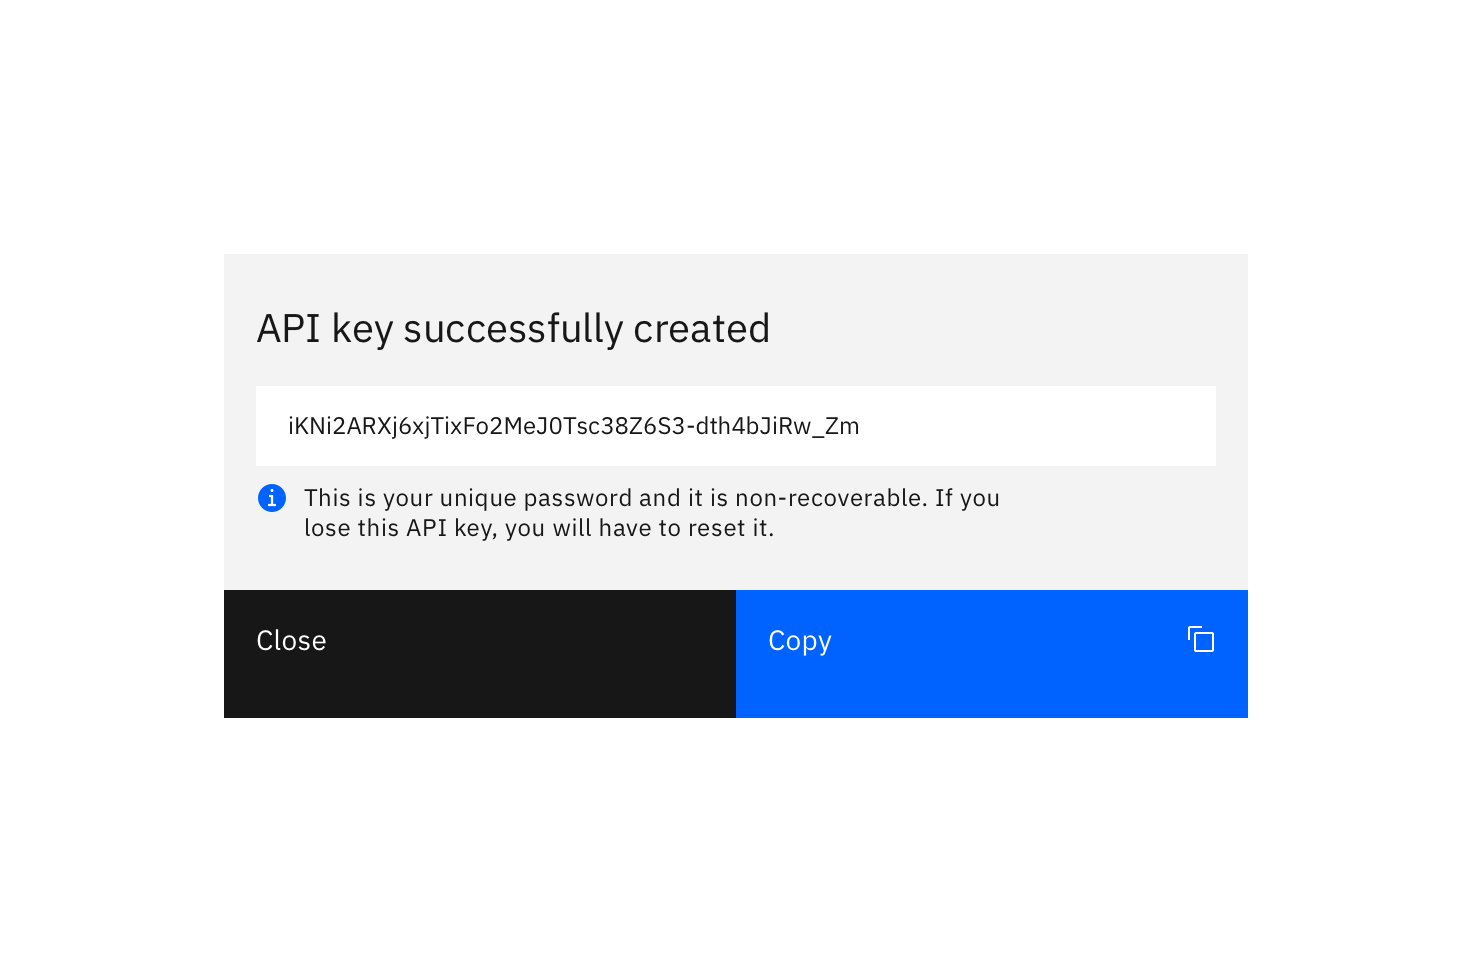 API key successfully created
iKNi2ARXj6xjTixFo2MeJ0Tsc38Z6S3-dth4bJiRw_Zm
This is your unique password and it is non-recoverable. If you
lose this API key, you will have to reset it.
Close
Copy